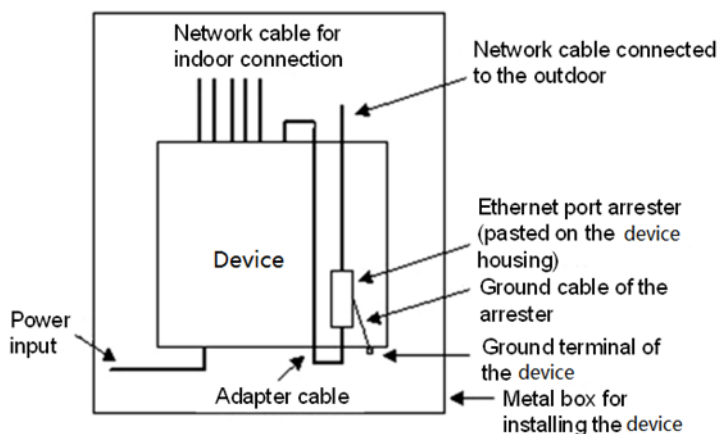 Network cable for
indoor connection
Network cable connected
to the outdoor
Ethernet port arrester
(pasted on the device
housing)
Device
Ground cable of the
arrester
Power
input
Ground terminal of
the device
Adapter cable
Metal box for
installing the device